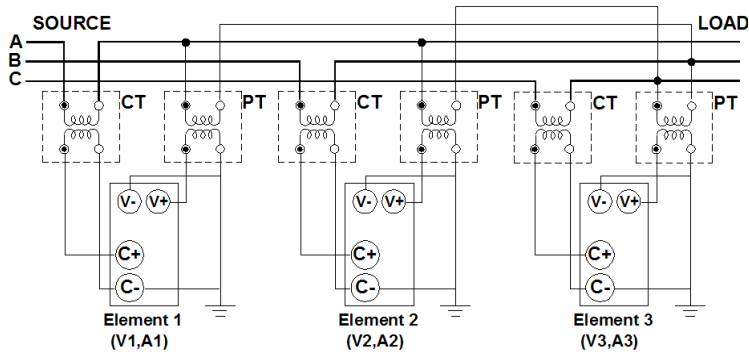 SOURCE
LOAD
A
B
C
CT
PT
CT
PT
CT
PT
V- V+
V- V+
V- V+
C+
C+
C+
C-
C-
C-
Element 1
(V1,A1)
Element 2
(V2,A2)
Element 3
(V3,A3)